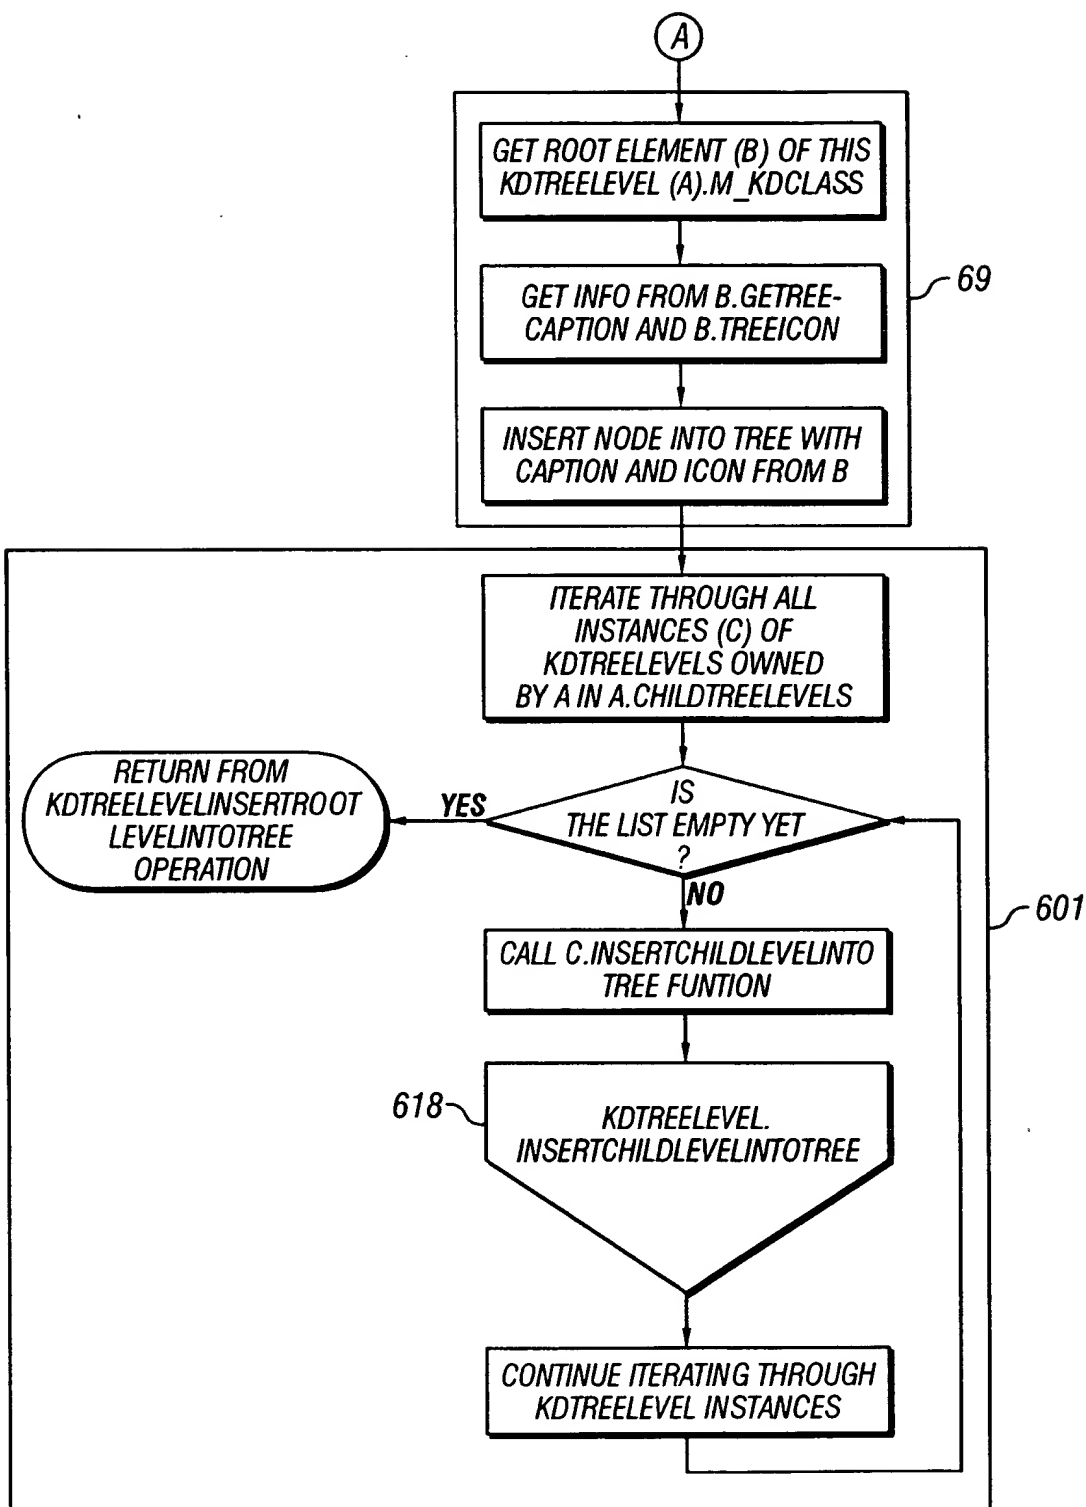 A
GET ROOT ELEMENT (B) OF THIS
KDTREELEVEL (A).M_KDCLASS
69
GET INFO FROM B.GETREE-
CAPTION AND B.TREEICON
INSERT NODE INTO TREE WITH
CAPTION AND ICON FROM B
ITERATE THROUGH ALL
INSTANCES (C) OF
KDTREELEVELS OWNED
BY A IN A.CHILDTREELEVELS
RETURN FROM
KDTREELEVELINSERTROOT
LEVELINTOTREE
OPERATION
YES
IS
THE LIST EMPTY YET
?
NO
601
CALL C.INSERTCHILDLEVELINTO
TREE FUNTION
618
KDTREELEVEL.
INSERTCHILDLEVELINTOTREE
CONTINUE ITERATING THROUGH
KDTREELEVEL INSTANCES